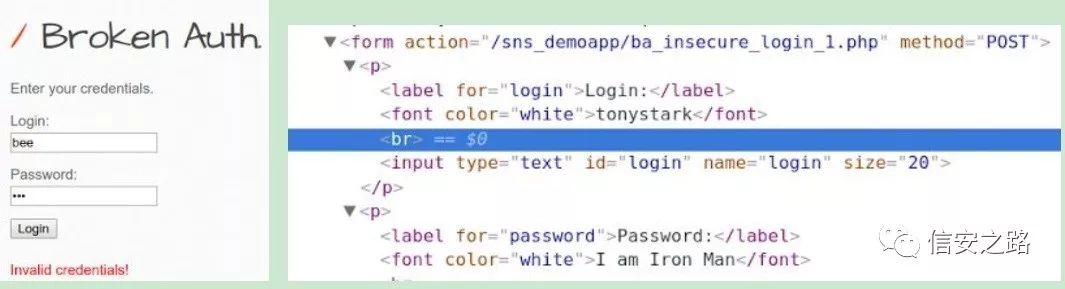 / Broken Auth.
Enter your credentials.
Login:
bee
Password:
•••
Login
Invalid credentials!
▼<form action="/sns_demoapp/ba_insecure_login_1.php" method="POST">
▼<p>
<label for="login">Login:</label>
<font color="white">tonystark</font>
<br> == $0
<input type="text" id="login" name="login" size="20">
</p>
▼<p>
<label for="password">Password:</label>
<font color="white">I am Iron Man</font>
信安之路